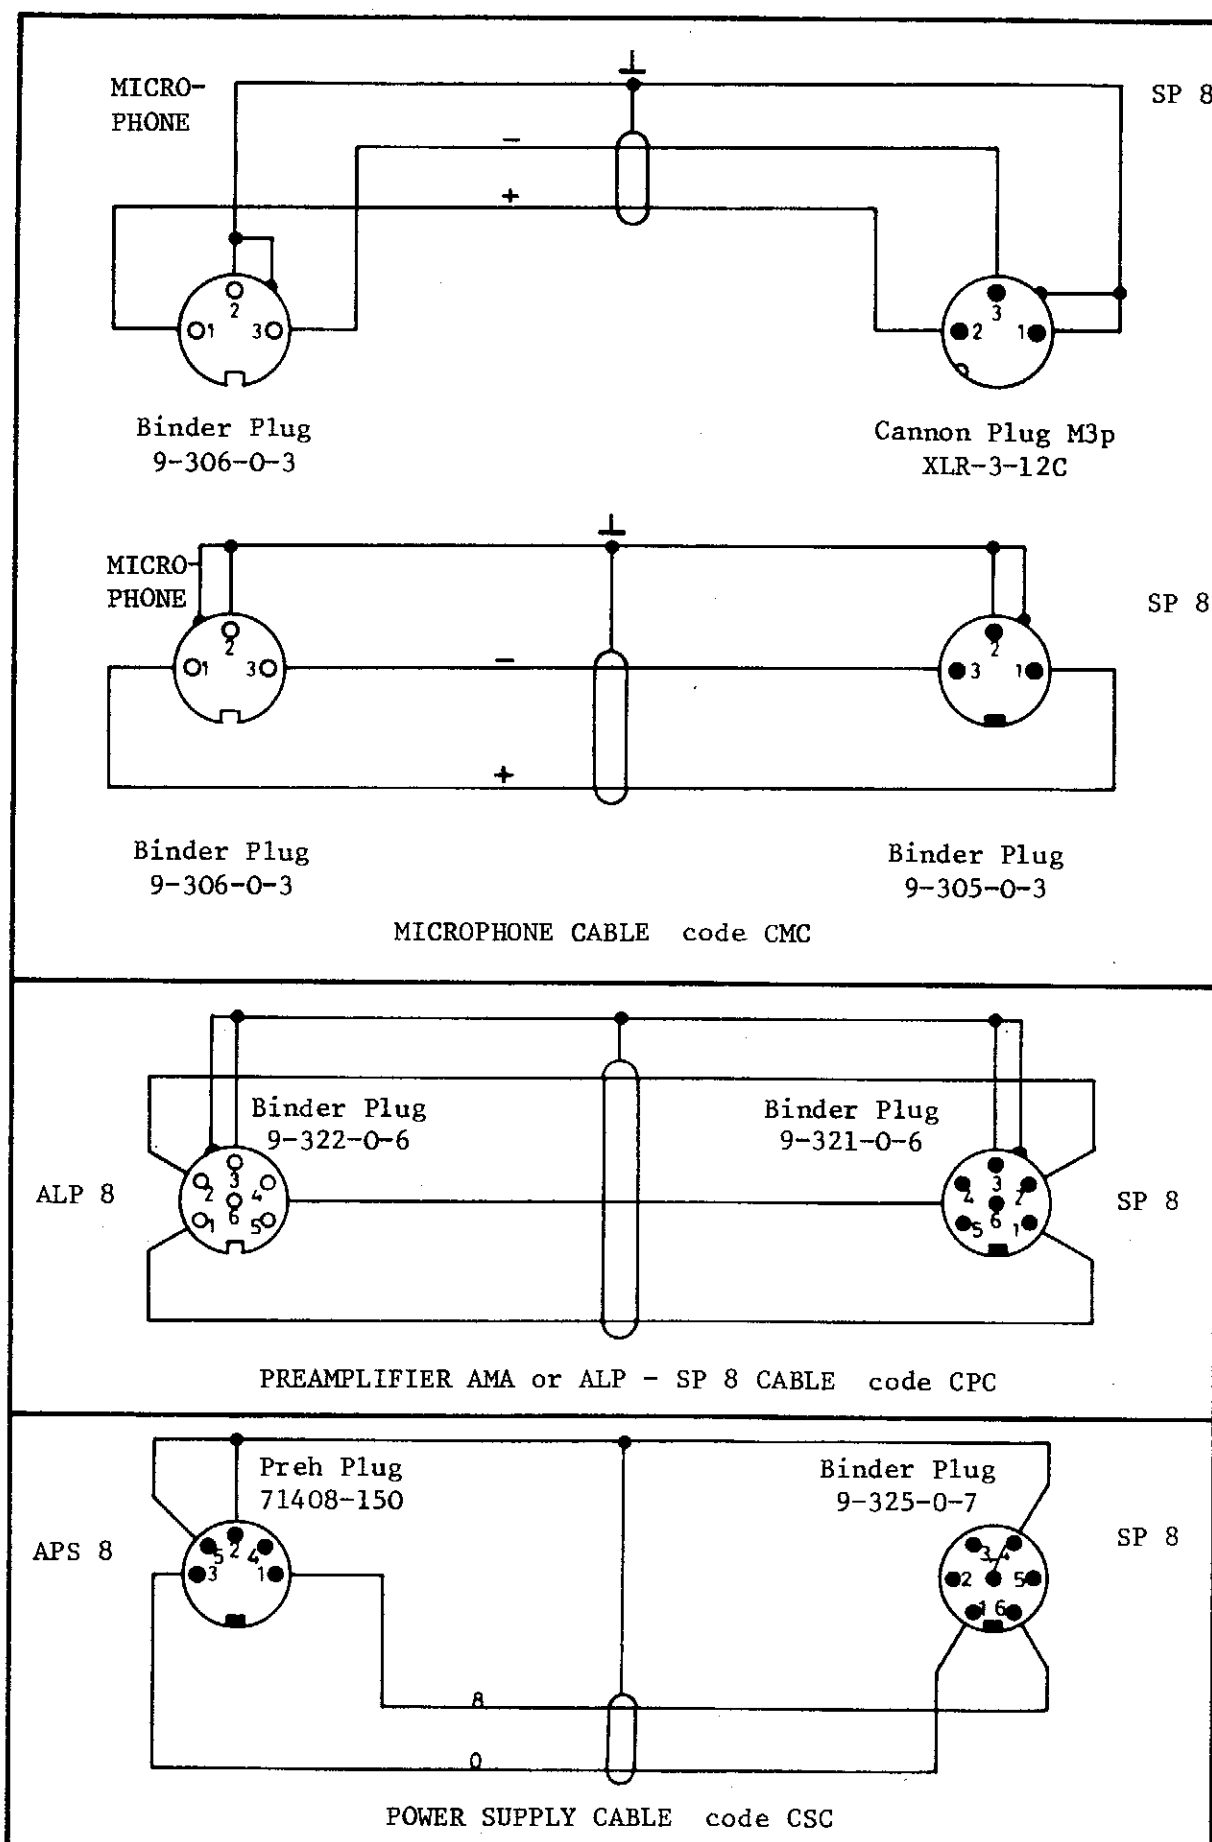 MICRO-
PHONE
SP 8
-
+
2
1 3
3
2 1
Binder Plug
9-306-0-3
Cannon Plug M3p
XLR-3-12C
MICRO-
PHONE
SP 8
2
1 3
2
3 1
-
+
Binder Plug
9-306-0-3
Binder Plug
9-305-0-3
MICROPHONE CABLE code CMC
Binder Plug
9-322-0-6
Binder Plug
9-321-0-6
ALP 8
2 3 4
1 6 5
4 3 2
5 6 1
SP 8
PREAMPLIFIER AMA or ALP - SP 8 CABLE code CPC
Preh Plug
71408-150
Binder Plug
9-325-0-7
APS 8
5 2 4
3 1
3 4
2 5
1 6
SP 8
8
0
POWER SUPPLY CABLE code CSC